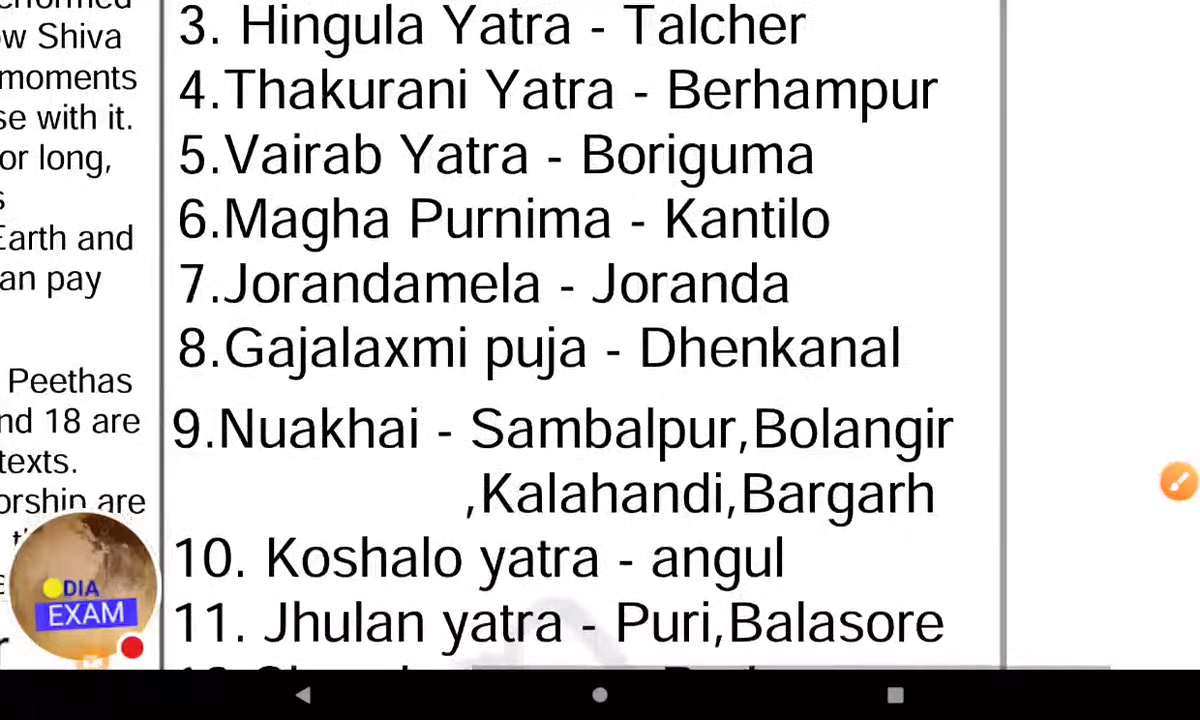 w Shiva
moments
se with it.
or long,
s
Earth and
an pay
Peethas
nd 18 are
texts.
orship are
3. Hingula Yatra - Talcher
4.Thakurani Yatra - Berhampur
5.Vairab Yatra - Boriguma
6.Magha Purnima - Kantilo
7.Jorandamela - Joranda
8.Gajalaxmi puja - Dhenkanal
9.Nuakhai - Sambalpur,Bolangir
,Kalahandi,Bargarh
10. Koshalo yatra - angul
11. Jhulan yatra - Puri,Balasore
DIA
EXAM